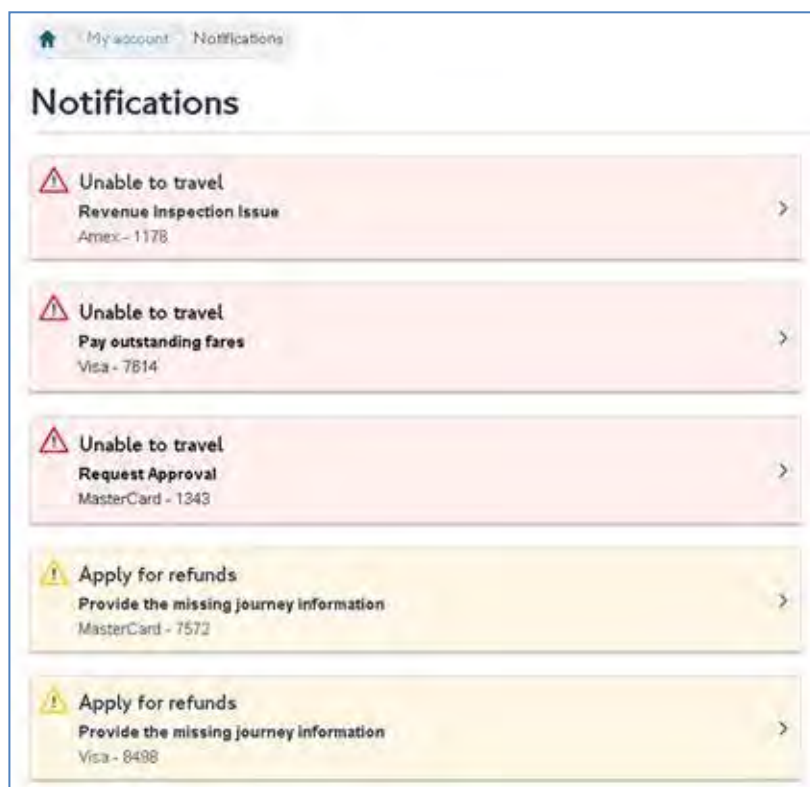 My account Notifications
Notifications
Unable to travel
Revenue Inspection Issue
Amex - 1178
Unable to travel
Pay outstanding fares
Visa - 7814
Unable to travel
Request Approval
MasterCard - 1343
Apply for refunds
Provide the missing journey information
MasterCard - 7572
Apply for refunds
Provide the missing journey information
Visa - 8498